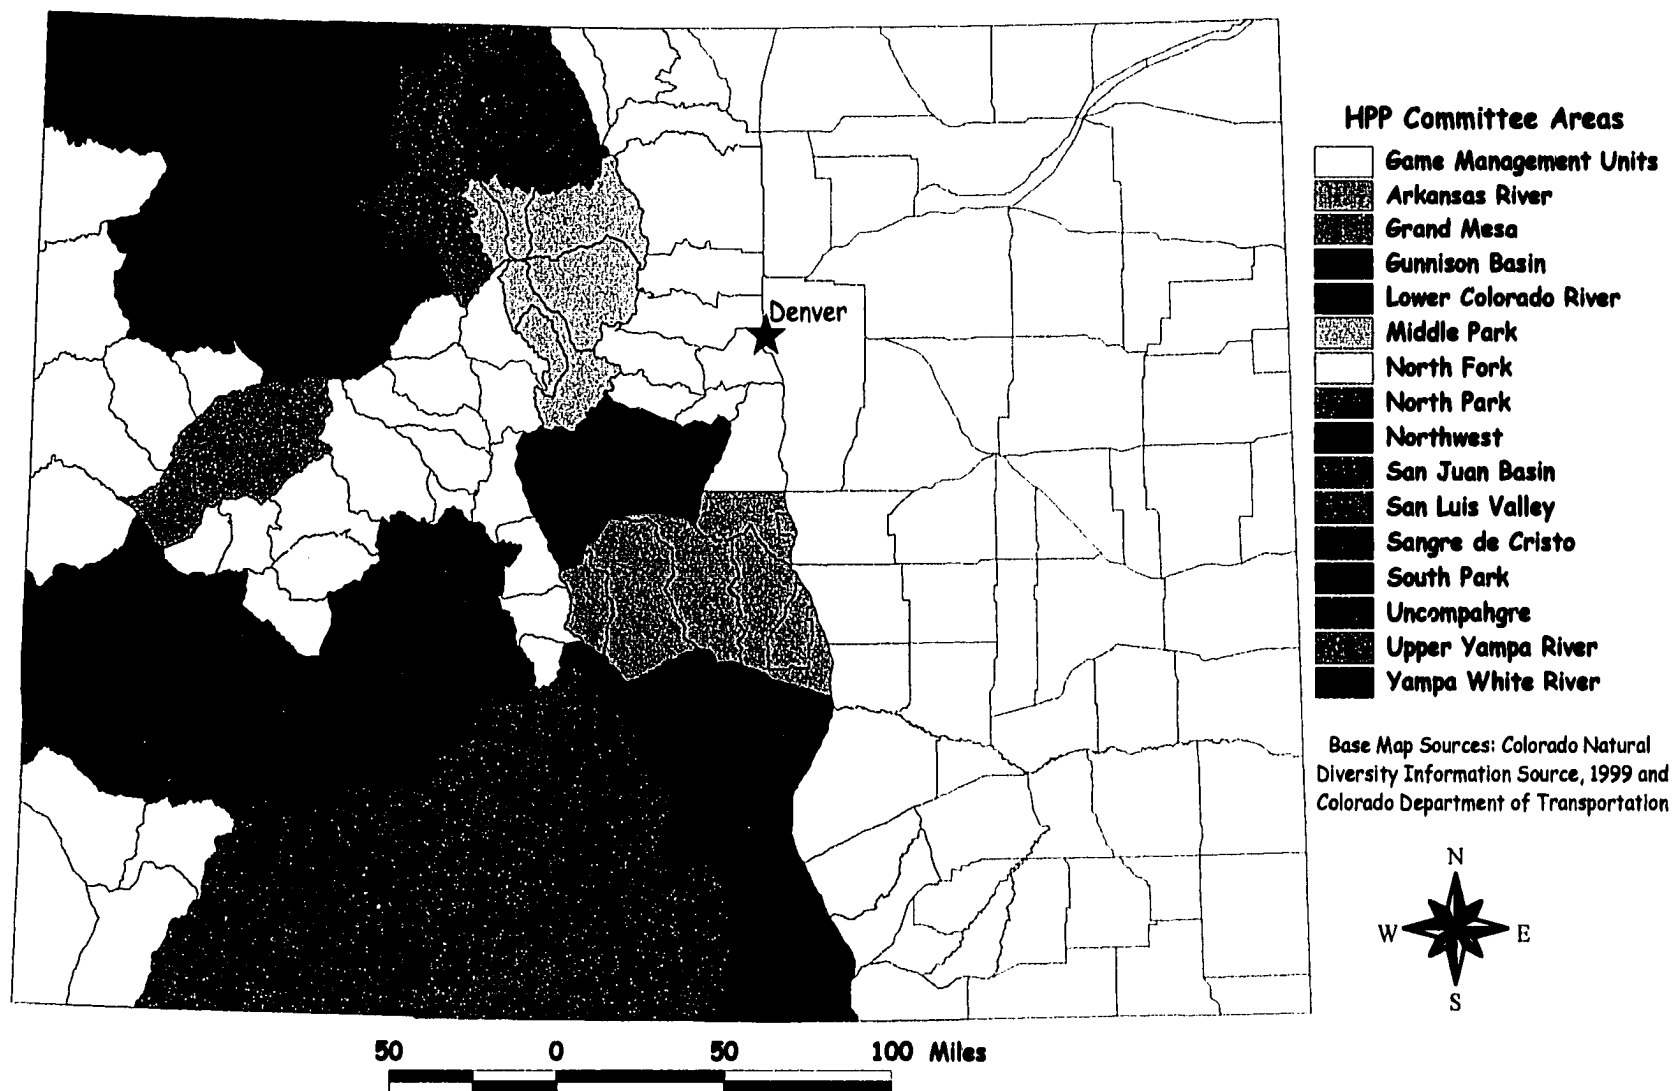 HPP Committee Areas
Game Management Units
Arkansas River
Grand Mesa
Gunnison Basin
Lower Colorado River
Middle Park
North Fork
North Park
Northwest
San Juan Basin
San Luis Valley
Sangre de Cristo
South Park
Uncompahgre
Upper Yampa River
Yampa White River
Denver
Base Map Sources: Colorado Natural
Diversity Information Source, 1999 and
Colorado Department of Transportation
N
W E
S
50 0 50 100 Miles